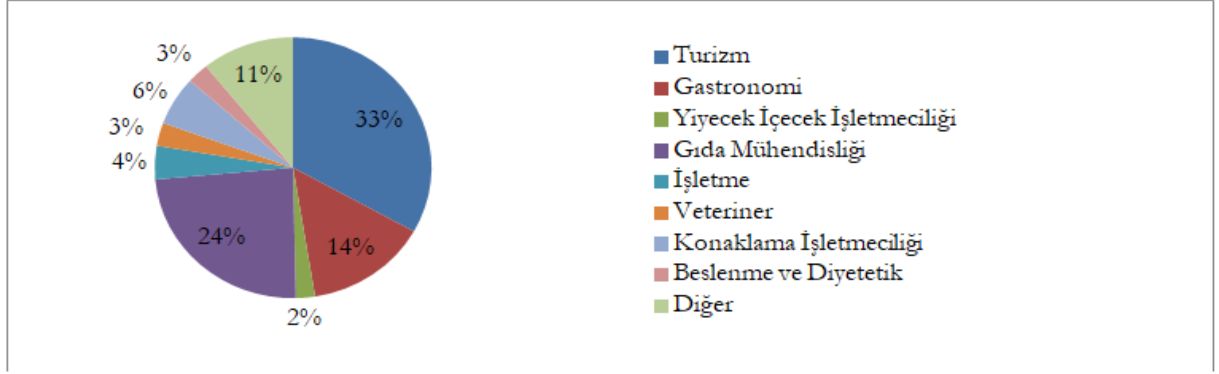 3%
11%
6%
33%
3%
4%
24%
14%
2%
Turizm
Gastronomi
Yiyecek İçecek İşletmeciliği
Gıda Mühendisliği
İşletme
Veteriner
Konaklama İşletmeciliği
Beslenme ve Diyetetik
Diğer